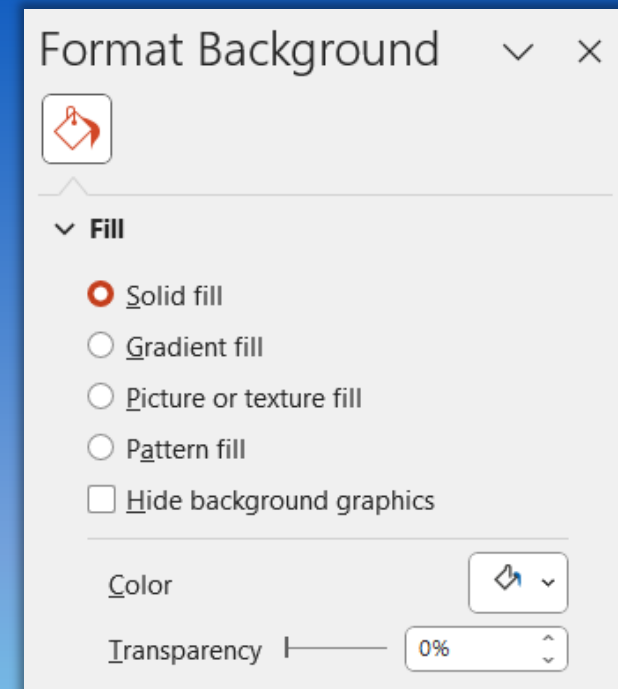 Format Background
Fill
Solid fill
Gradient fill
Picture or texture fill
Pattern fill
Hide background graphics
Color
Transparency 0%